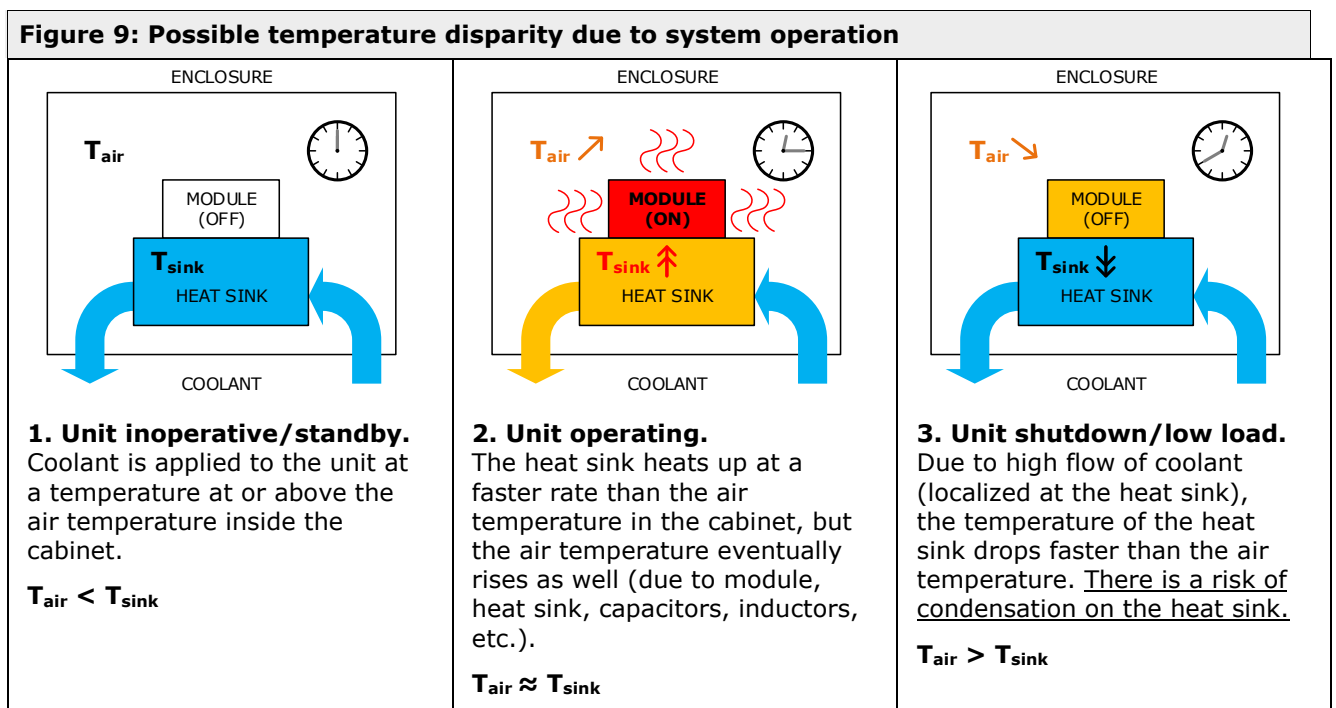 Figure 9: Possible temperature disparity due to system operation
ENCLOSURE
Tair
MODULE
(OFF)
Tsink
HEAT SINK
COOLANT
1. Unit inoperative/standby.
Coolant is applied to the unit at
a temperature at or above the
air temperature inside the
cabinet.
Tair < Tsink
ENCLOSURE
Tair
MODULE
(ON)
Tsink
HEAT SINK
COOLANT
2. Unit operating.
The heat sink heats up at a
faster rate than the air
temperature in the cabinet, but
the air temperature eventually
rises as well (due to module,
heat sink, capacitors, inductors,
etc.).
Tair ≈ Tsink
ENCLOSURE
Tair
MODULE
(OFF)
Tsink
HEAT SINK
COOLANT
3. Unit shutdown/low load.
Due to high flow of coolant
(localized at the heat sink),
the temperature of the heat
sink drops faster than the air
temperature. There is a risk of
condensation on the heat sink.
Tair > Tsink